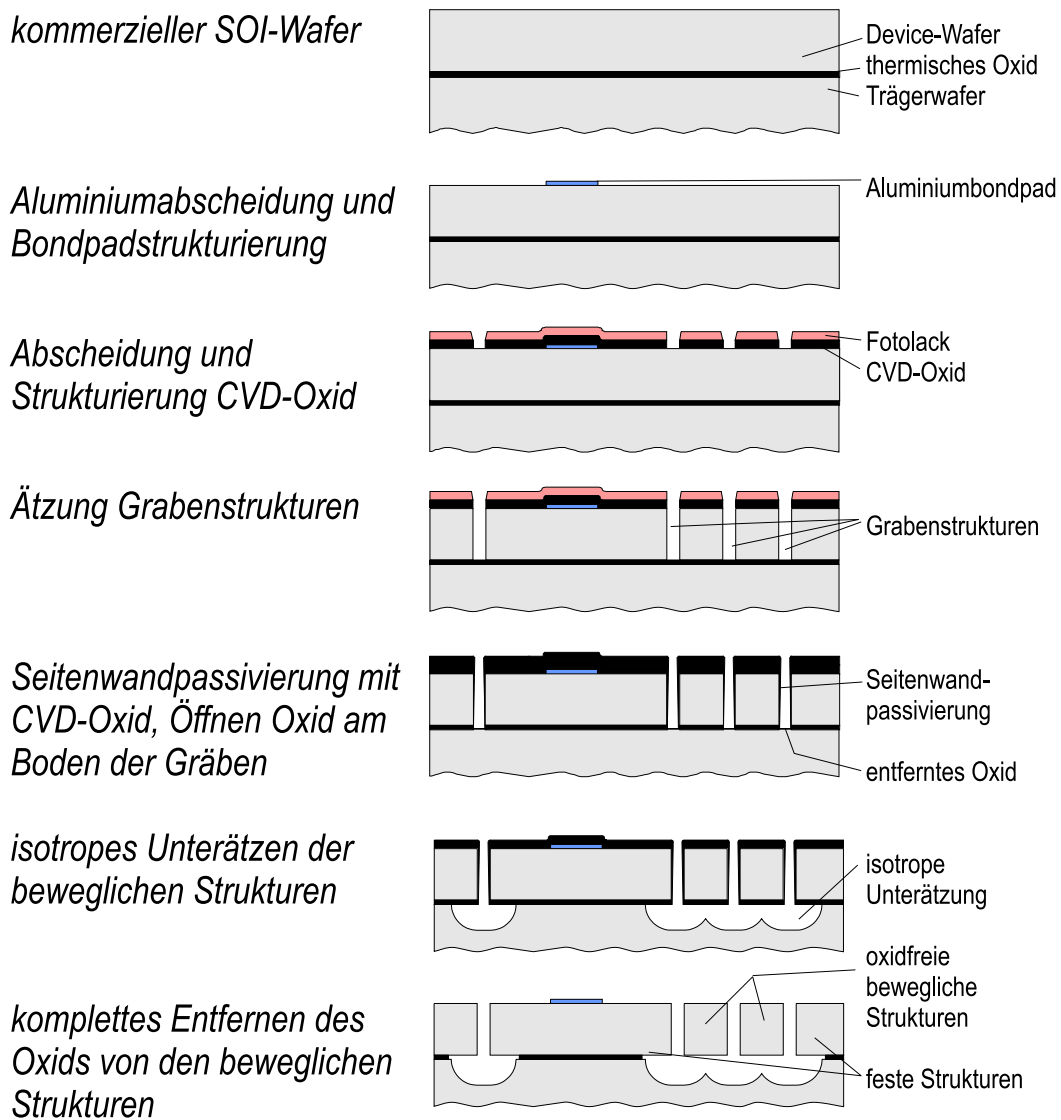 kommerzieller SOI-Wafer
Device-Wafer
thermisches Oxid
Trägerwafer
Aluminiumabscheidung und
Bondpadstrukturierung
Aluminiumbondpad
Abscheidung und
Strukturierung CVD-Oxid
Fotolack
CVD-Oxid
Ätzung Grabenstrukturen
Grabenstrukturen
Seitenwandpassivierung mit
CVD-Oxid, Öffnen Oxid am
Boden der Gräben
Seitenwand-
passivierung
entferntes Oxid
isotropes Unterätzen der
beweglichen Strukturen
isotrope
Unterätzung
komplettes Entfernen des
Oxids von den beweglichen
Strukturen
oxidfreie
bewegliche
Strukturen
feste Strukturen